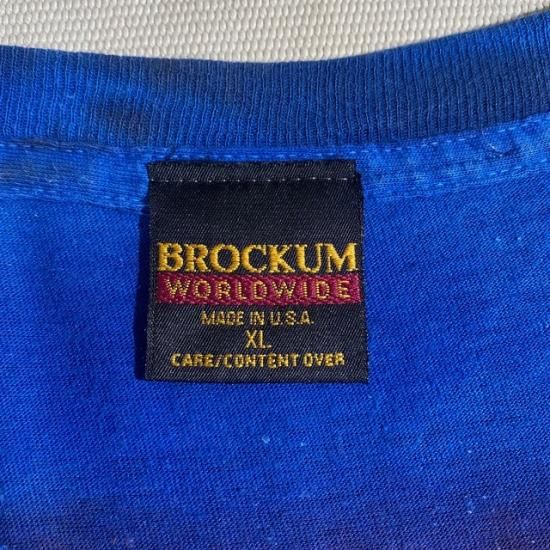 BROCKUM
WORLDWIDE
MADE IN U.S.A.
XL
CARE/CONTENT OVER